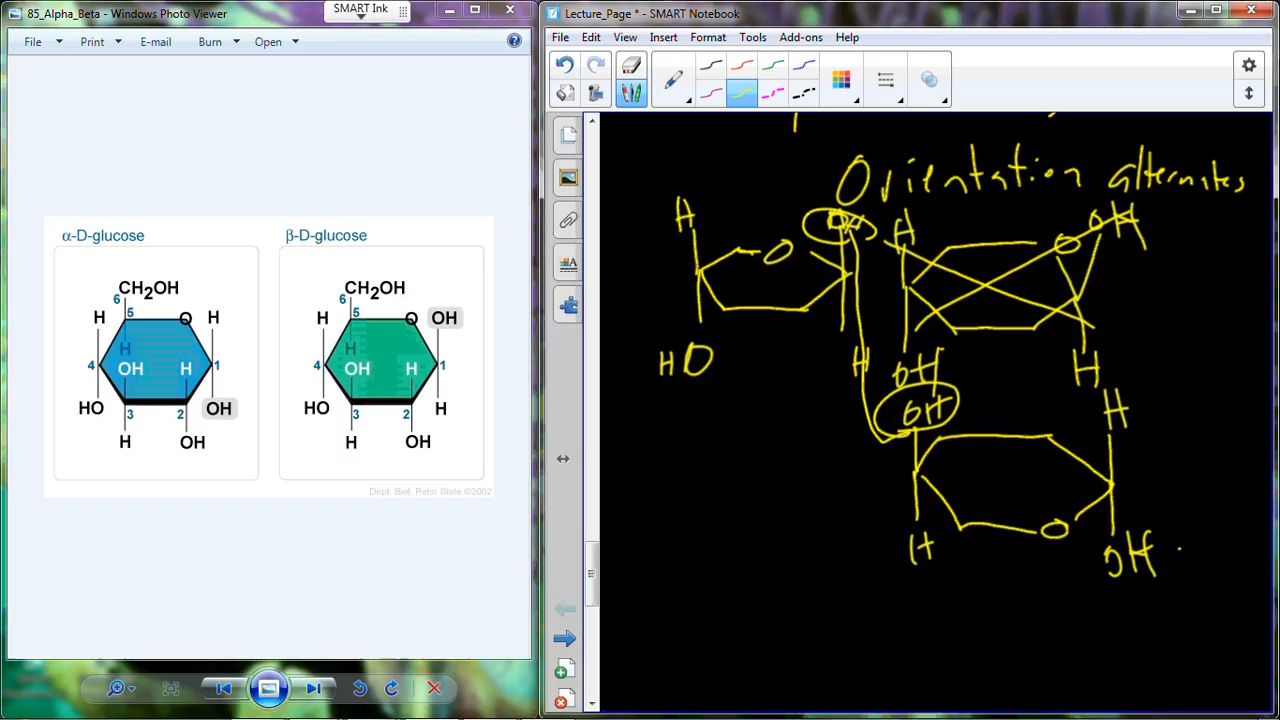 85_Alpha_Beta - Windows Photo Viewer
SMART Ink
File Print E-mail Burn Open
α-D-glucose
CH2OH
6
5
O
H
H
H
4
OH
H
1
HO
OH
3
2
H
OH
β-D-glucose
CH2OH
6
5
O
OH
H
H
4
OH
H
1
HO
H
3
2
H
OH
Dept. Biol. Penn State ©2002
Lecture_Page * - SMART Notebook
File Edit View Insert Format Tools Add-ons Help
Orientation alternates
H
H
OH
O
O
HO
H
OH
H
OH
H
H
O
OH